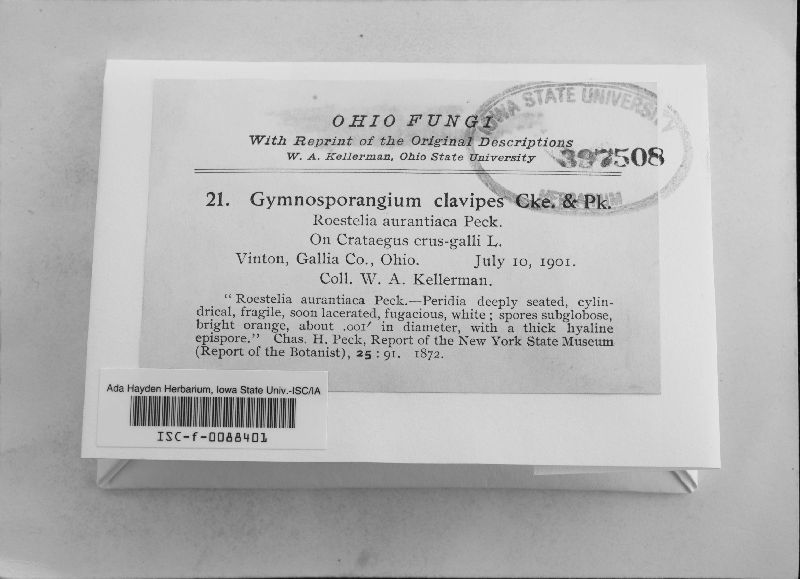 OHIO FUNGI
With Reprint of the Original Descriptions
W. A. Kellerman, Ohio State University
IOWA STATE UNIVERSITY
HERBARIUM
397508
21. Gymnosporangium clavipes Cke. & Pk.
Roestelia aurantiaca Peck.
On Crataegus crus-galli L.
Vinton, Gallia Co., Ohio. July 10, 1901.
Coll. W. A. Kellerman.
"Roestelia aurantiaca Peck.—Peridia deeply seated, cylin-
drical, fragile, soon lacerated, fugacious, white; spores subglobose,
bright orange, about .001′ in diameter, with a thick hyaline
epispore." Chas. H. Peck, Report of the New York State Museum
(Report of the Botanist), 25:91. 1872.
Ada Hayden Herbarium, Iowa State Univ.-ISC/IA
ISC-f-0088401